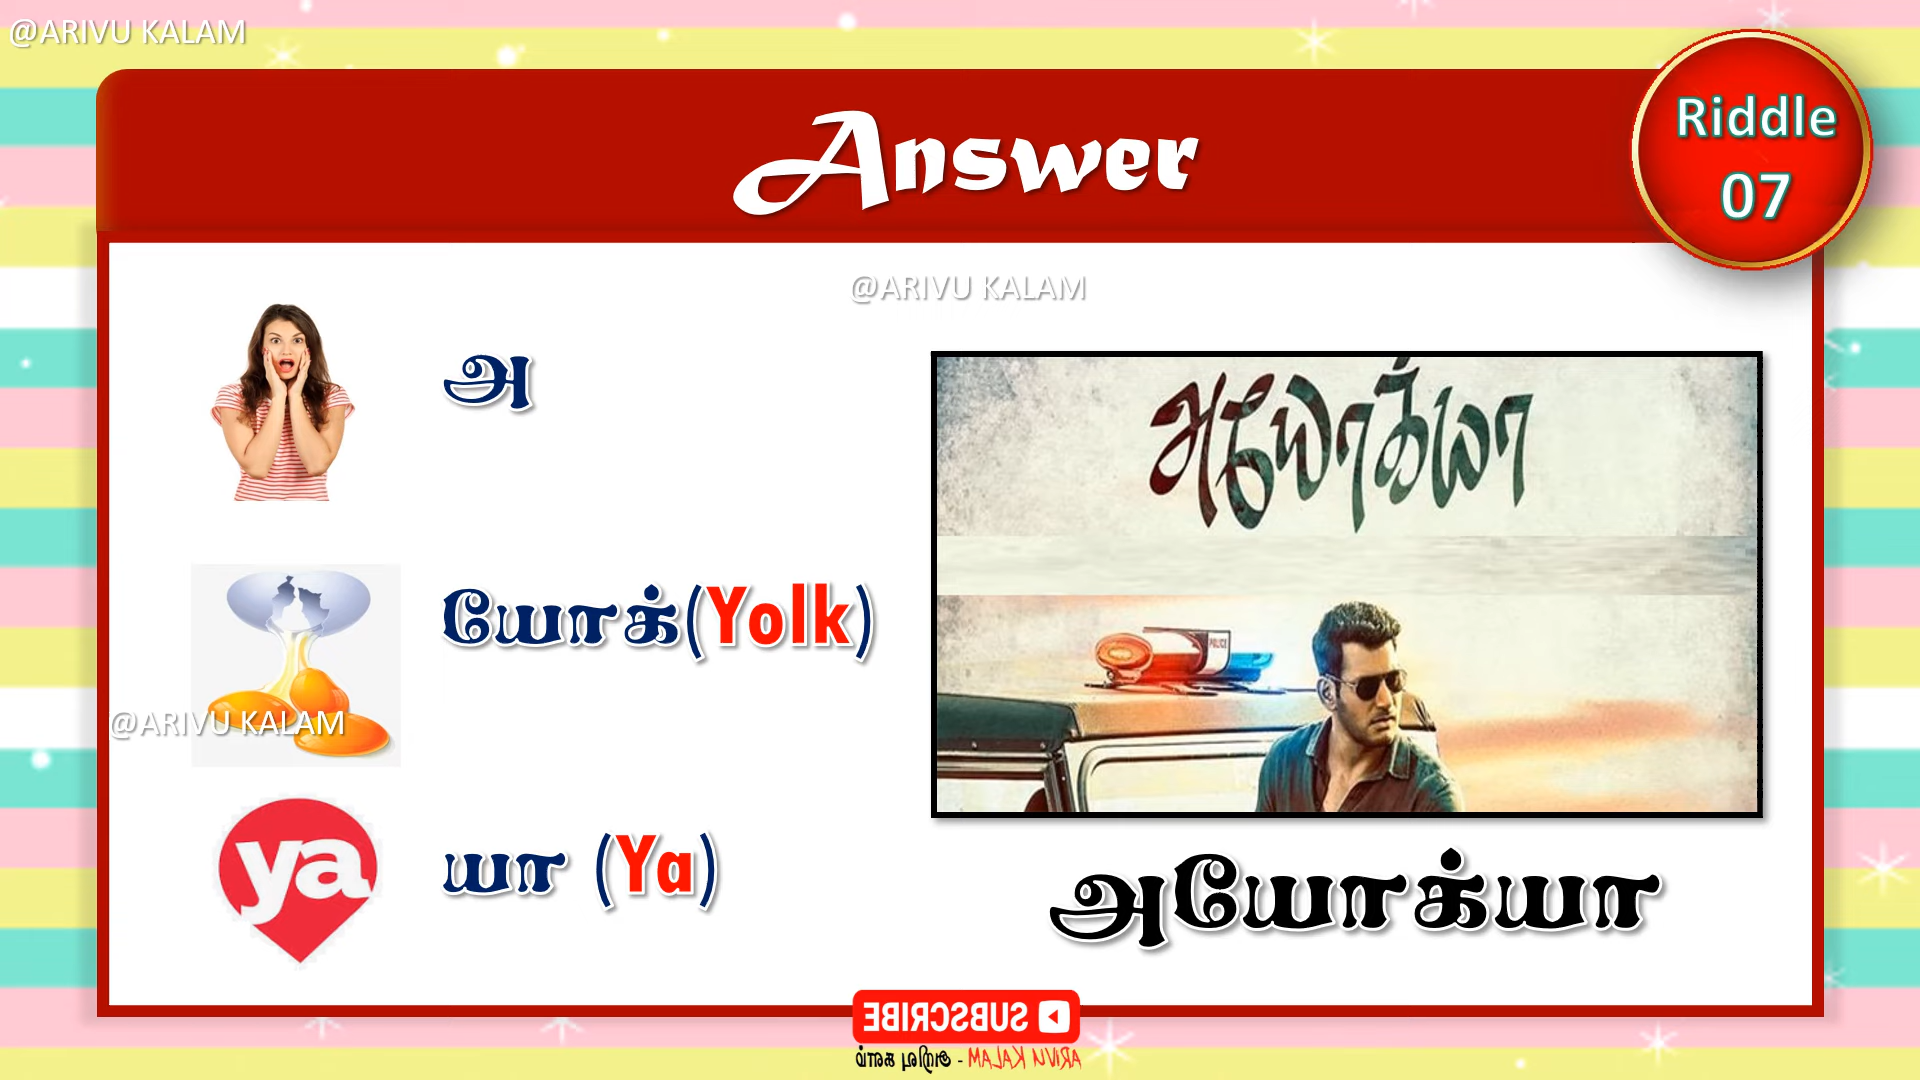 @ARIVU KALAM
Answer
Riddle
07
@ARIVU KALAM
அ
யோக்(Yolk)
@ARIVU KALAM
ya
யா (Ya)
அயோக்யா
POLICE
அயோக்யா
SUBSCRIBE
ARIVU KALAM - அறிவு களம்